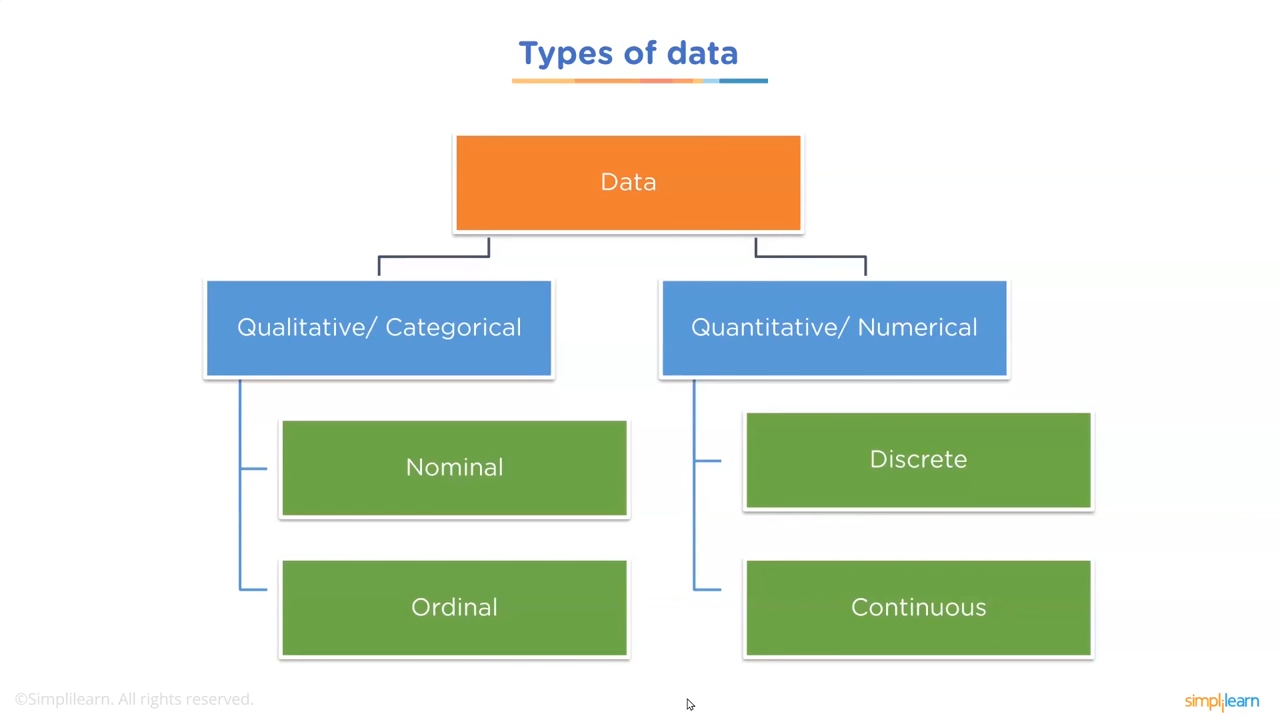 Types of data
Data
Qualitative/ Categorical
Quantitative/ Numerical
Nominal
Discrete
Ordinal
Continuous
©Simplilearn. All rights reserved.
simplilearn